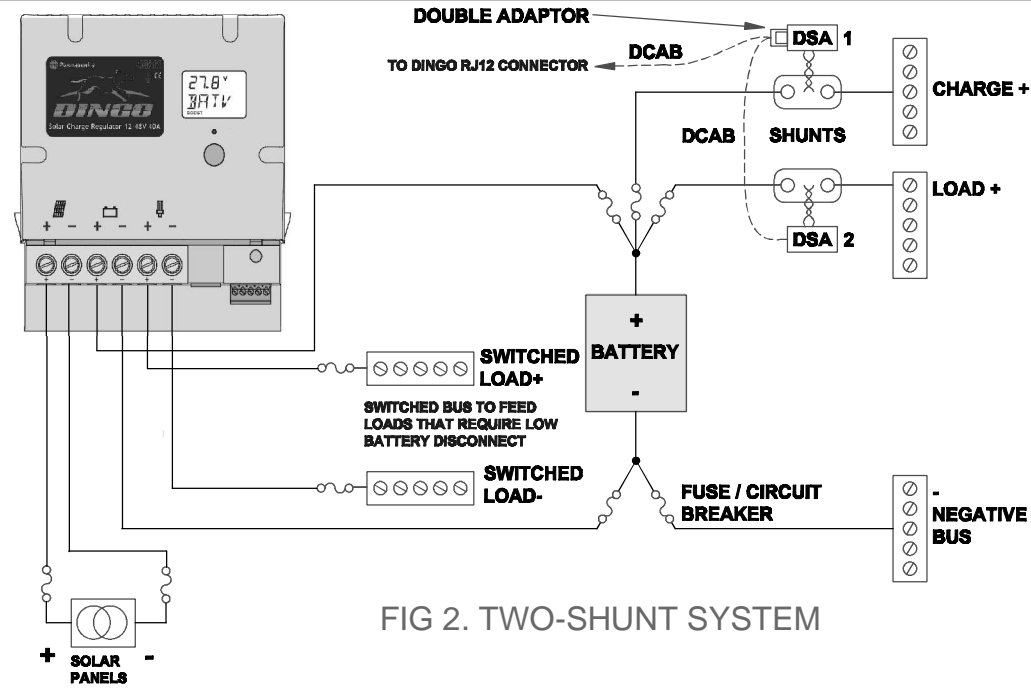 DOUBLE ADAPTOR
DSA 1
DCAB
TO DINGO RJ12 CONNECTOR
CHARGE +
DCAB
SHUNTS
LOAD +
DSA 2
27.8 V
BATV
BOOST
DINGO
Solar Charge Regulator 12-48V 40A
+ - + - + -
+ - + - + -
+
BATTERY
-
SWITCHED
LOAD+
SWITCHED BUS TO FEED
LOADS THAT REQUIRE LOW
BATTERY DISCONNECT
SWITCHED
LOAD-
FUSE / CIRCUIT
BREAKER
-
NEGATIVE
BUS
FIG 2. TWO-SHUNT SYSTEM
+ SOLAR -
PANELS